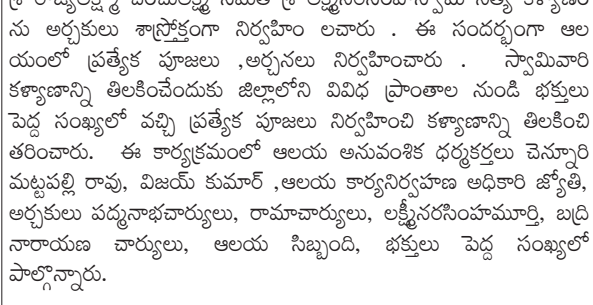 ను అర్చకులు శాస్త్రోక్తంగా నిర్వహిం లచారు . ఈ సందర్భంగా ఆల
యంలో ప్రత్యేక పూజలు ,అర్చనలు నిర్వహించారు . స్వామివారి
కళ్యాణాన్ని తిలకించేందుకు జిల్లాలోని వివిధ ప్రాంతాల నుండి భక్తులు
పెద్ద సంఖ్యలో వచ్చి ప్రత్యేక పూజలు నిర్వహించి కళ్యాణాన్ని తిలకించి
తరించారు. ఈ కార్యక్రమంలో ఆలయ అనువంశిక ధర్మకర్తలు చెన్నూరి
మట్టపల్లి రావు, విజయ్ కుమార్ ,ఆలయ కార్యనిర్వహణ అధికారి జ్యోతి,
అర్చకులు పద్మనాభచార్యులు, రామాచార్యులు, లక్ష్మీనరసింహమూర్తి, బద్రి
నారాయణ చార్యులు, ఆలయ సిబ్బంది, భక్తులు పెద్ద సంఖ్యలో
పాల్గొన్నారు.